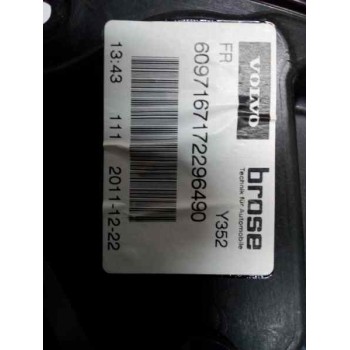 VOLVO
brose
Technik für Automobile
FR
Y352
6097167172296490
13:43 111 2011-12-22